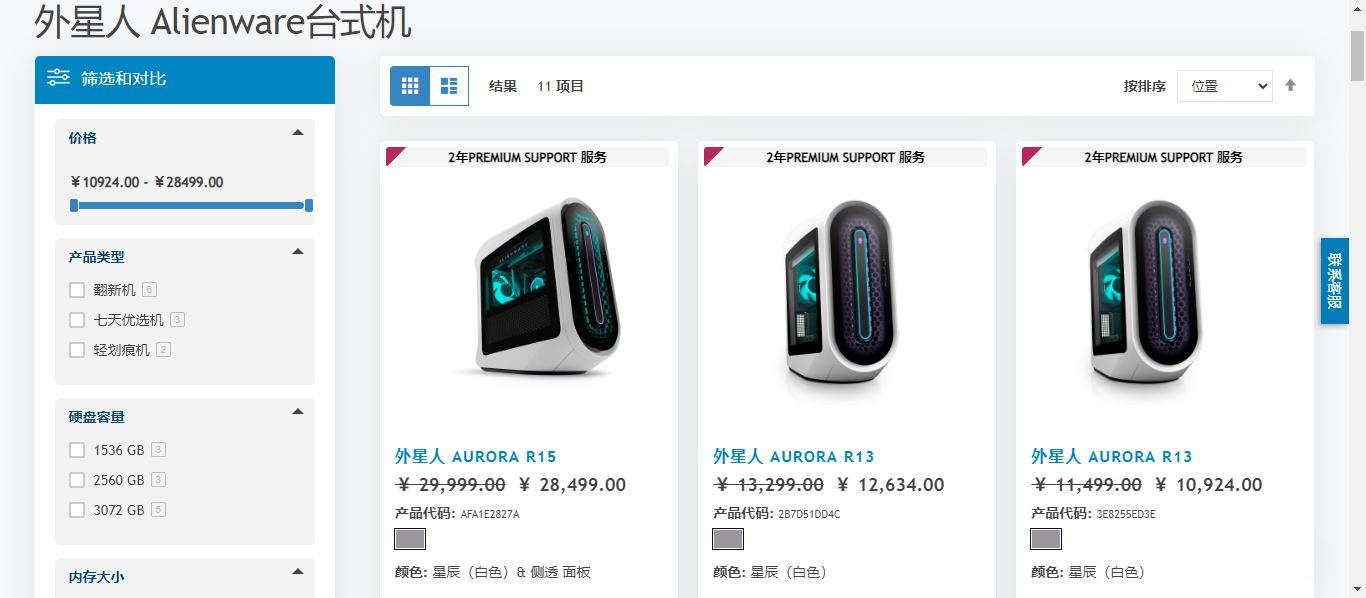 外星人 Alienware台式机
筛选和对比
价格
￥10924.00 - ￥28499.00
产品类型
翻新机 6
七天优选机 3
轻划痕机 2
硬盘容量
1536 GB 3
2560 GB 3
3072 GB 5
内存大小
结果 11 项目
按排序 位置
2年PREMIUM SUPPORT 服务
ALIENWARE
外星人 AURORA R15
￥ 29,999.00 ￥ 28,499.00
产品代码: AFA1E2827A
颜色: 星辰（白色）& 侧透 面板
2年PREMIUM SUPPORT 服务
外星人 AURORA R13
￥ 13,299.00 ￥ 12,634.00
产品代码: 2B7D51DD4C
颜色: 星辰（白色）
2年PREMIUM SUPPORT 服务
外星人 AURORA R13
￥ 11,499.00 ￥ 10,924.00
产品代码: 3E8255ED3E
颜色: 星辰（白色）
联系客服